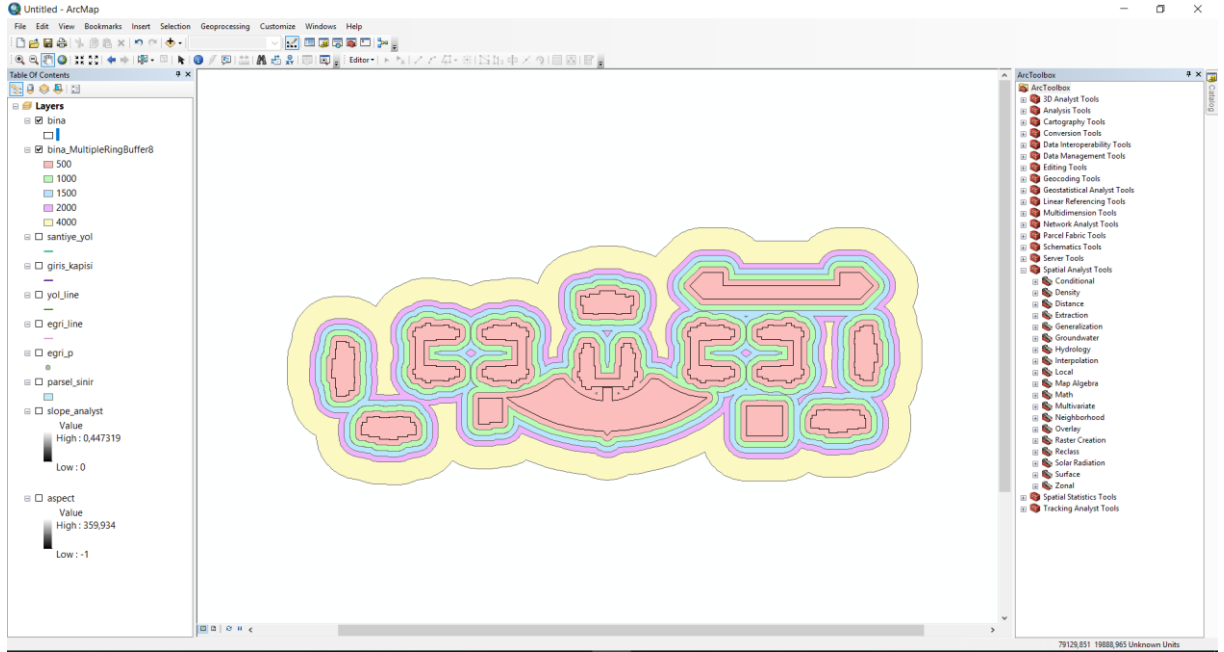 Untitled - ArcMap
File Edit View Bookmarks Insert Selection Geoprocessing Customize Windows Help
Editor
Table Of Contents
Layers
bina
bina_MultipleRingBuffer8
500
1000
1500
2000
4000
santiye_yol
giris_kapisi
yol_line
egri_line
egri_p
parsel_sinir
slope_analyst
Value
High : 0,447319
Low : 0
aspect
Value
High : 359,934
Low : -1
ArcToolbox
ArcToolbox
3D Analyst Tools
Analysis Tools
Cartography Tools
Conversion Tools
Data Interoperability Tools
Data Management Tools
Editing Tools
Geocoding Tools
Geostatistical Analyst Tools
Linear Referencing Tools
Multidimension Tools
Network Analyst Tools
Parcel Fabric Tools
Schematics Tools
Server Tools
Spatial Analyst Tools
Conditional
Density
Distance
Extraction
Generalization
Groundwater
Hydrology
Interpolation
Local
Map Algebra
Math
Multivariate
Neighborhood
Overlay
Raster Creation
Reclass
Solar Radiation
Surface
Zonal
Spatial Statistics Tools
Tracking Analyst Tools
Catalog
79129,851 19888,965 Unknown Units